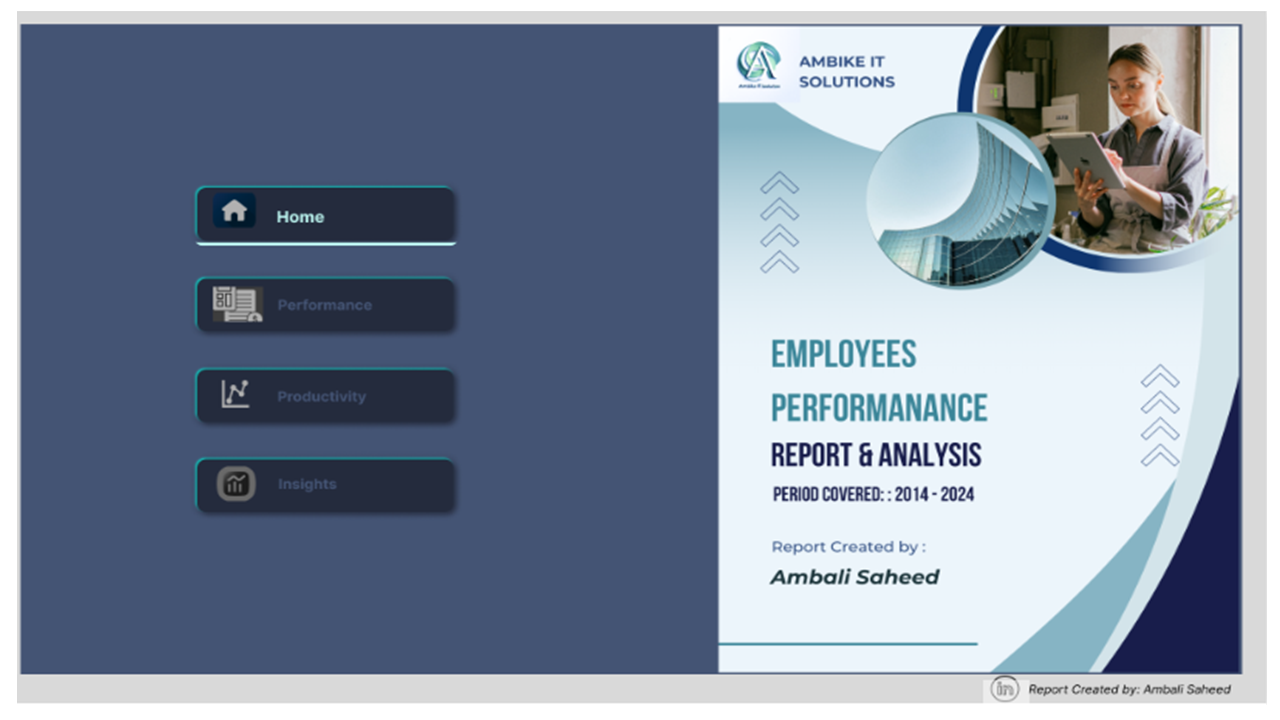 Home
Performance
Productivity
Insights
AMBIKE IT
SOLUTIONS
EMPLOYEES
PERFORMANANCE
REPORT & ANALYSIS
PERIOD COVERED: : 2014 - 2024
Report Created by :
Ambali Saheed
in
Report Created by: Ambali Saheed